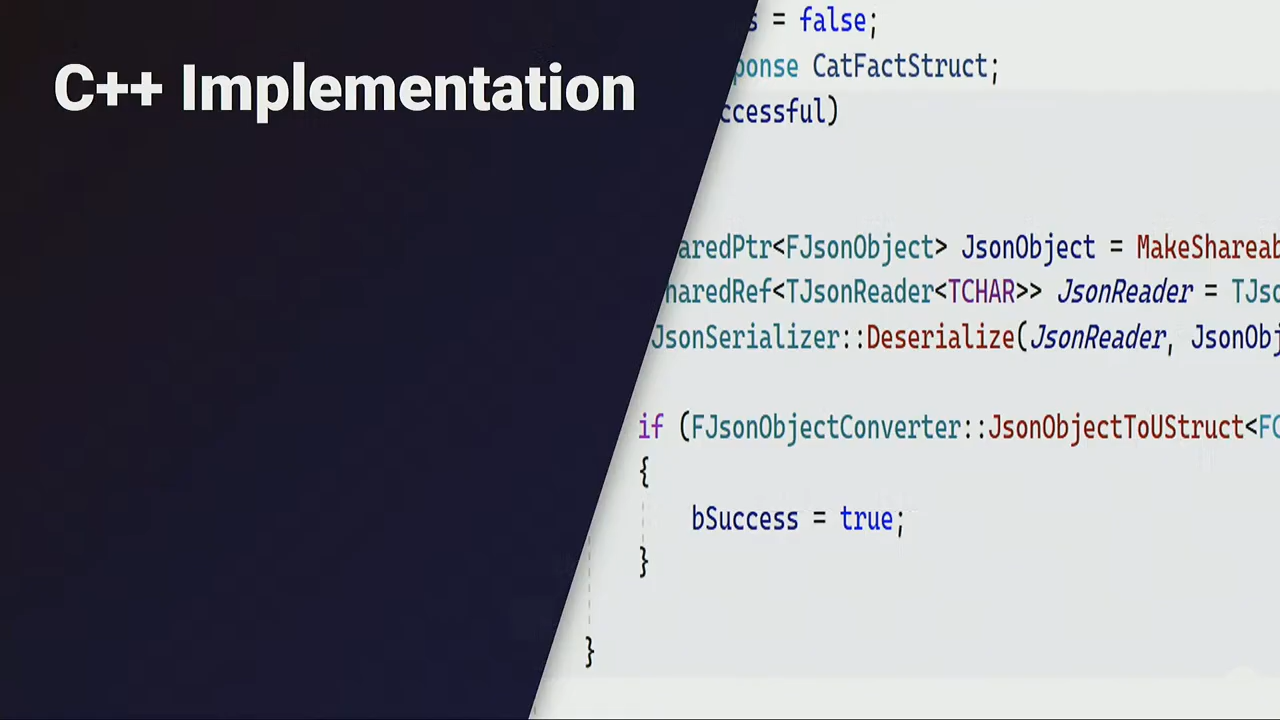 C++ Implementation
s = false;
ponse CatFactStruct;
ccessful)
aredPtr<FJsonObject> JsonObject = MakeShareab
haredRef<TJsonReader<TCHAR>> JsonReader = TJso
JsonSerializer::Deserialize(JsonReader, JsonObj
if (FJsonObjectConverter::JsonObjectToUStruct<FC
{
bSuccess = true;
}
}